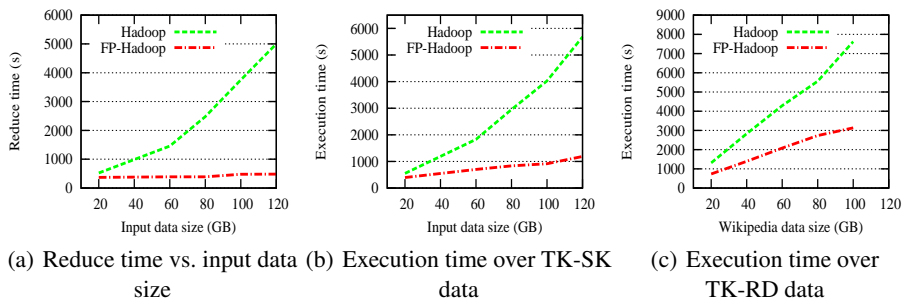 6000
5000
4000
3000
2000
1000
0
Reduce time (s)
Hadoop
FP-Hadoop
20 40 60 80 100 120
Input data size (GB)
(a) Reduce time vs. input data
size
6500
6000
5000
4000
3000
2000
1000
0
Execution time (s)
Hadoop
FP-Hadoop
20 40 60 80 100 120
Input data size (GB)
(b) Execution time over TK-SK
data
9000
8000
7000
6000
5000
4000
3000
2000
1000
0
Execution time (s)
Hadoop
FP-Hadoop
20 40 60 80 100 120
Wikipedia data size (GB)
(c) Execution time over
TK-RD data